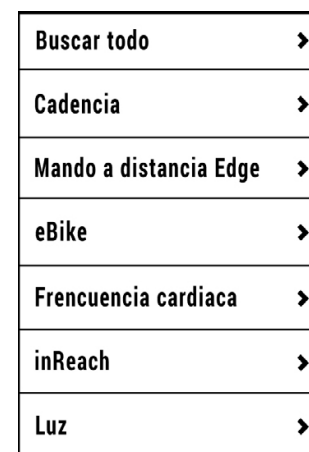 Buscar todo
Cadencia
Mando a distancia Edge
eBike
Frencuencia cardiaca
inReach
Luz